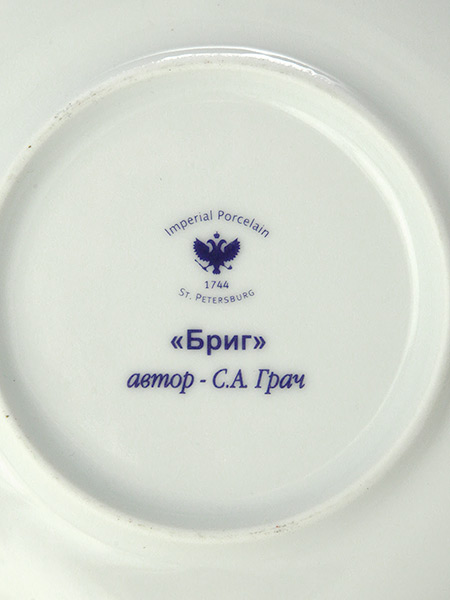 Imperial Porcelain
1744
St. Petersburg
«Бриг»
автор - С.А. Грач